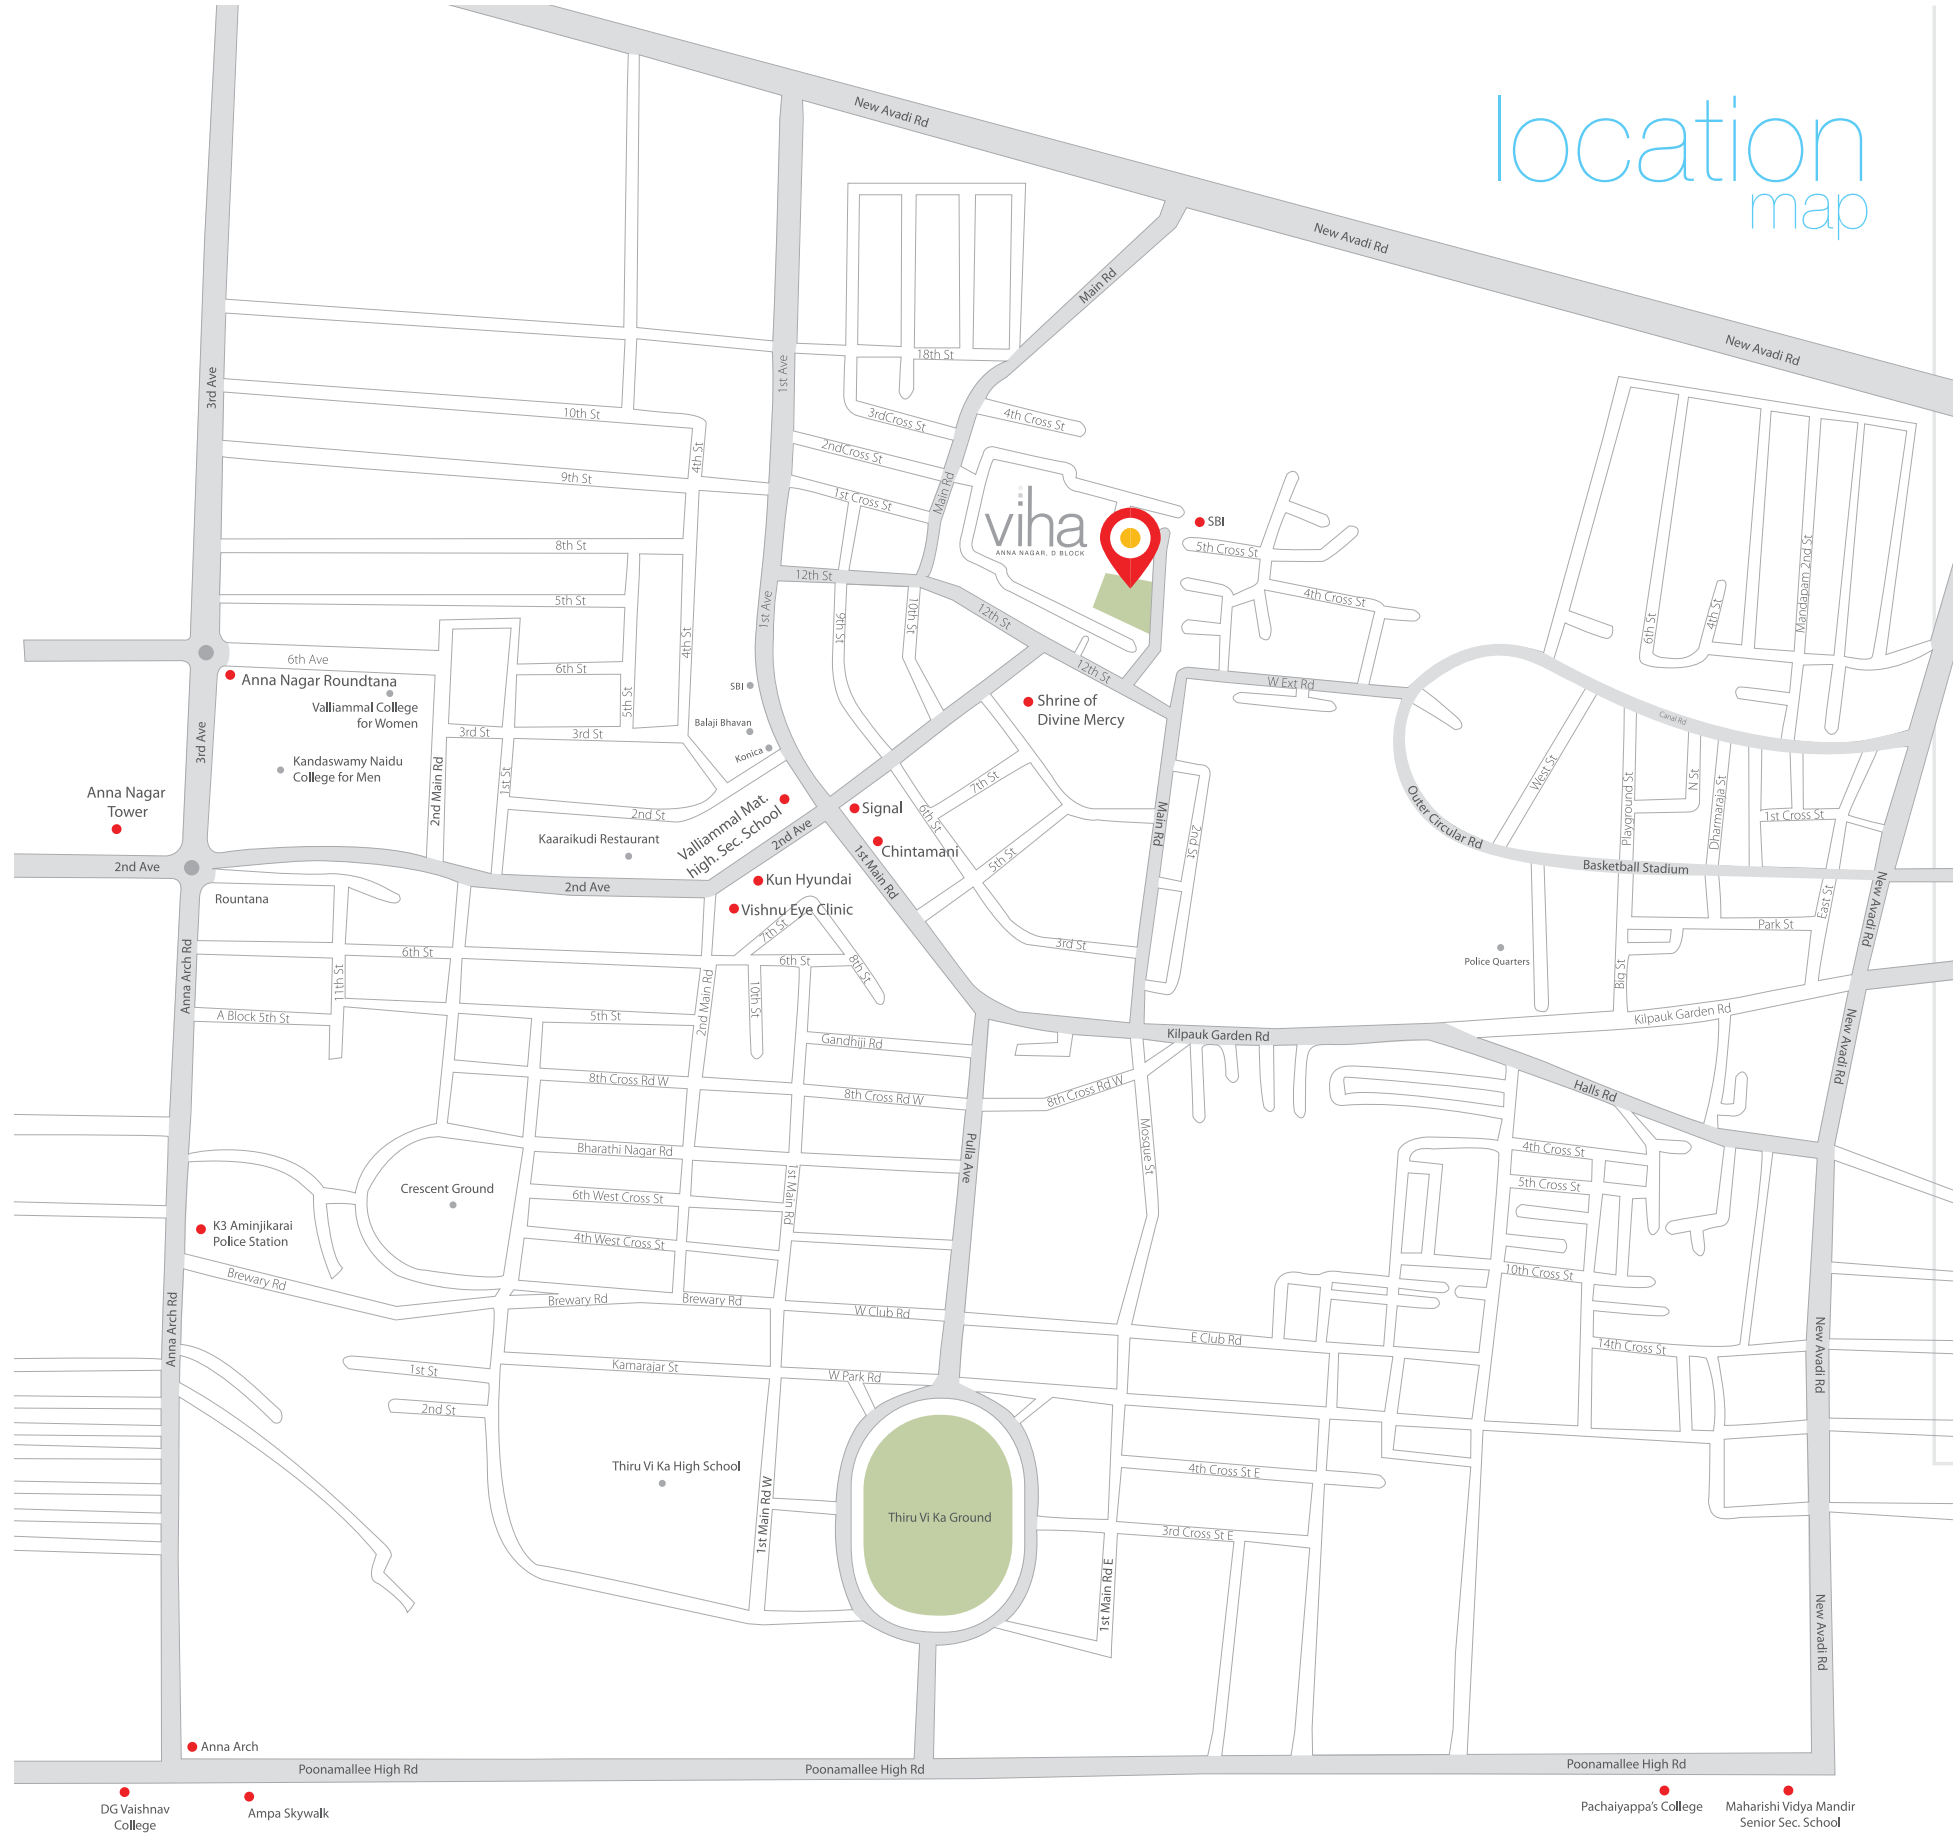 location
map
New Avadi Rd
New Avadi Rd
New Avadi Rd
Main Rd
3rd Ave
1st Ave
18th St
10th St
3rdCross St
4th Cross St
4th St
2ndCross St
9th St
1st Cross St
Main Rd
viha
ANNA NAGAR, D BLOCK
SBI
8th St
5th Cross St
12th St
5th St
1st Ave
9th St
10th St
12th St
4th Cross St
6th St
4th St
Mandapam 2nd St
4th St
6th Ave
6th St
12th St
Anna Nagar Roundtana
SBI
W Ext Rd
Valliammal College
for Women
5th St
Shrine of
Divine Mercy
Canal Rd
Balaji Bhavan
3rd Ave
3rd St
3rd St
Konica
Kandaswamy Naidu
College for Men
1st St
2nd Main Rd
7th St
West St
N St
Playground St
Dharmaraja St
Anna Nagar
Tower
2nd St
Valliammal Mat.
high. Sec. School
Signal
6th St
Main Rd
2nd St
Outer Circular Rd
1st Cross St
Kaaraikudi Restaurant
2nd Ave
Chintamani
1st Main Rd
5th St
2nd Ave
2nd Ave
Kun Hyundai
Basketball Stadium
Rountana
Vishnu Eye Clinic
New Avadi Rd
East St
7th St
Park St
Anna Arch Rd
6th St
6th St
8th St
3rd St
Police Quarters
11th St
2nd Main Rd
10th St
Big St
A Block 5th St
5th St
Kilpauk Garden Rd
Kilpauk Garden Rd
New Avadi Rd
Gandhiji Rd
8th Cross Rd W
8th Cross Rd W
8th Cross Rd W
Halls Rd
Bharathi Nagar Rd
Pulla Ave
Mosque St
4th Cross St
Crescent Ground
6th West Cross St
1st Main Rd
5th Cross St
K3 Aminjikarai
Police Station
4th West Cross St
Brewary Rd
10th Cross St
Brewary Rd
Brewary Rd
W Club Rd
Anna Arch Rd
E Club Rd
14th Cross St
New Avadi Rd
1st St
Kamarajar St
W Park Rd
2nd St
Thiru Vi Ka High School
4th Cross St E
1st Main Rd W
Thiru Vi Ka Ground
3rd Cross St E
1st Main Rd E
New Avadi Rd
Anna Arch
Poonamallee High Rd
Poonamallee High Rd
Poonamallee High Rd
DG Vaishnav
College
Ampa Skywalk
Pachaiyappa's College
Maharishi Vidya Mandir
Senior Sec. School